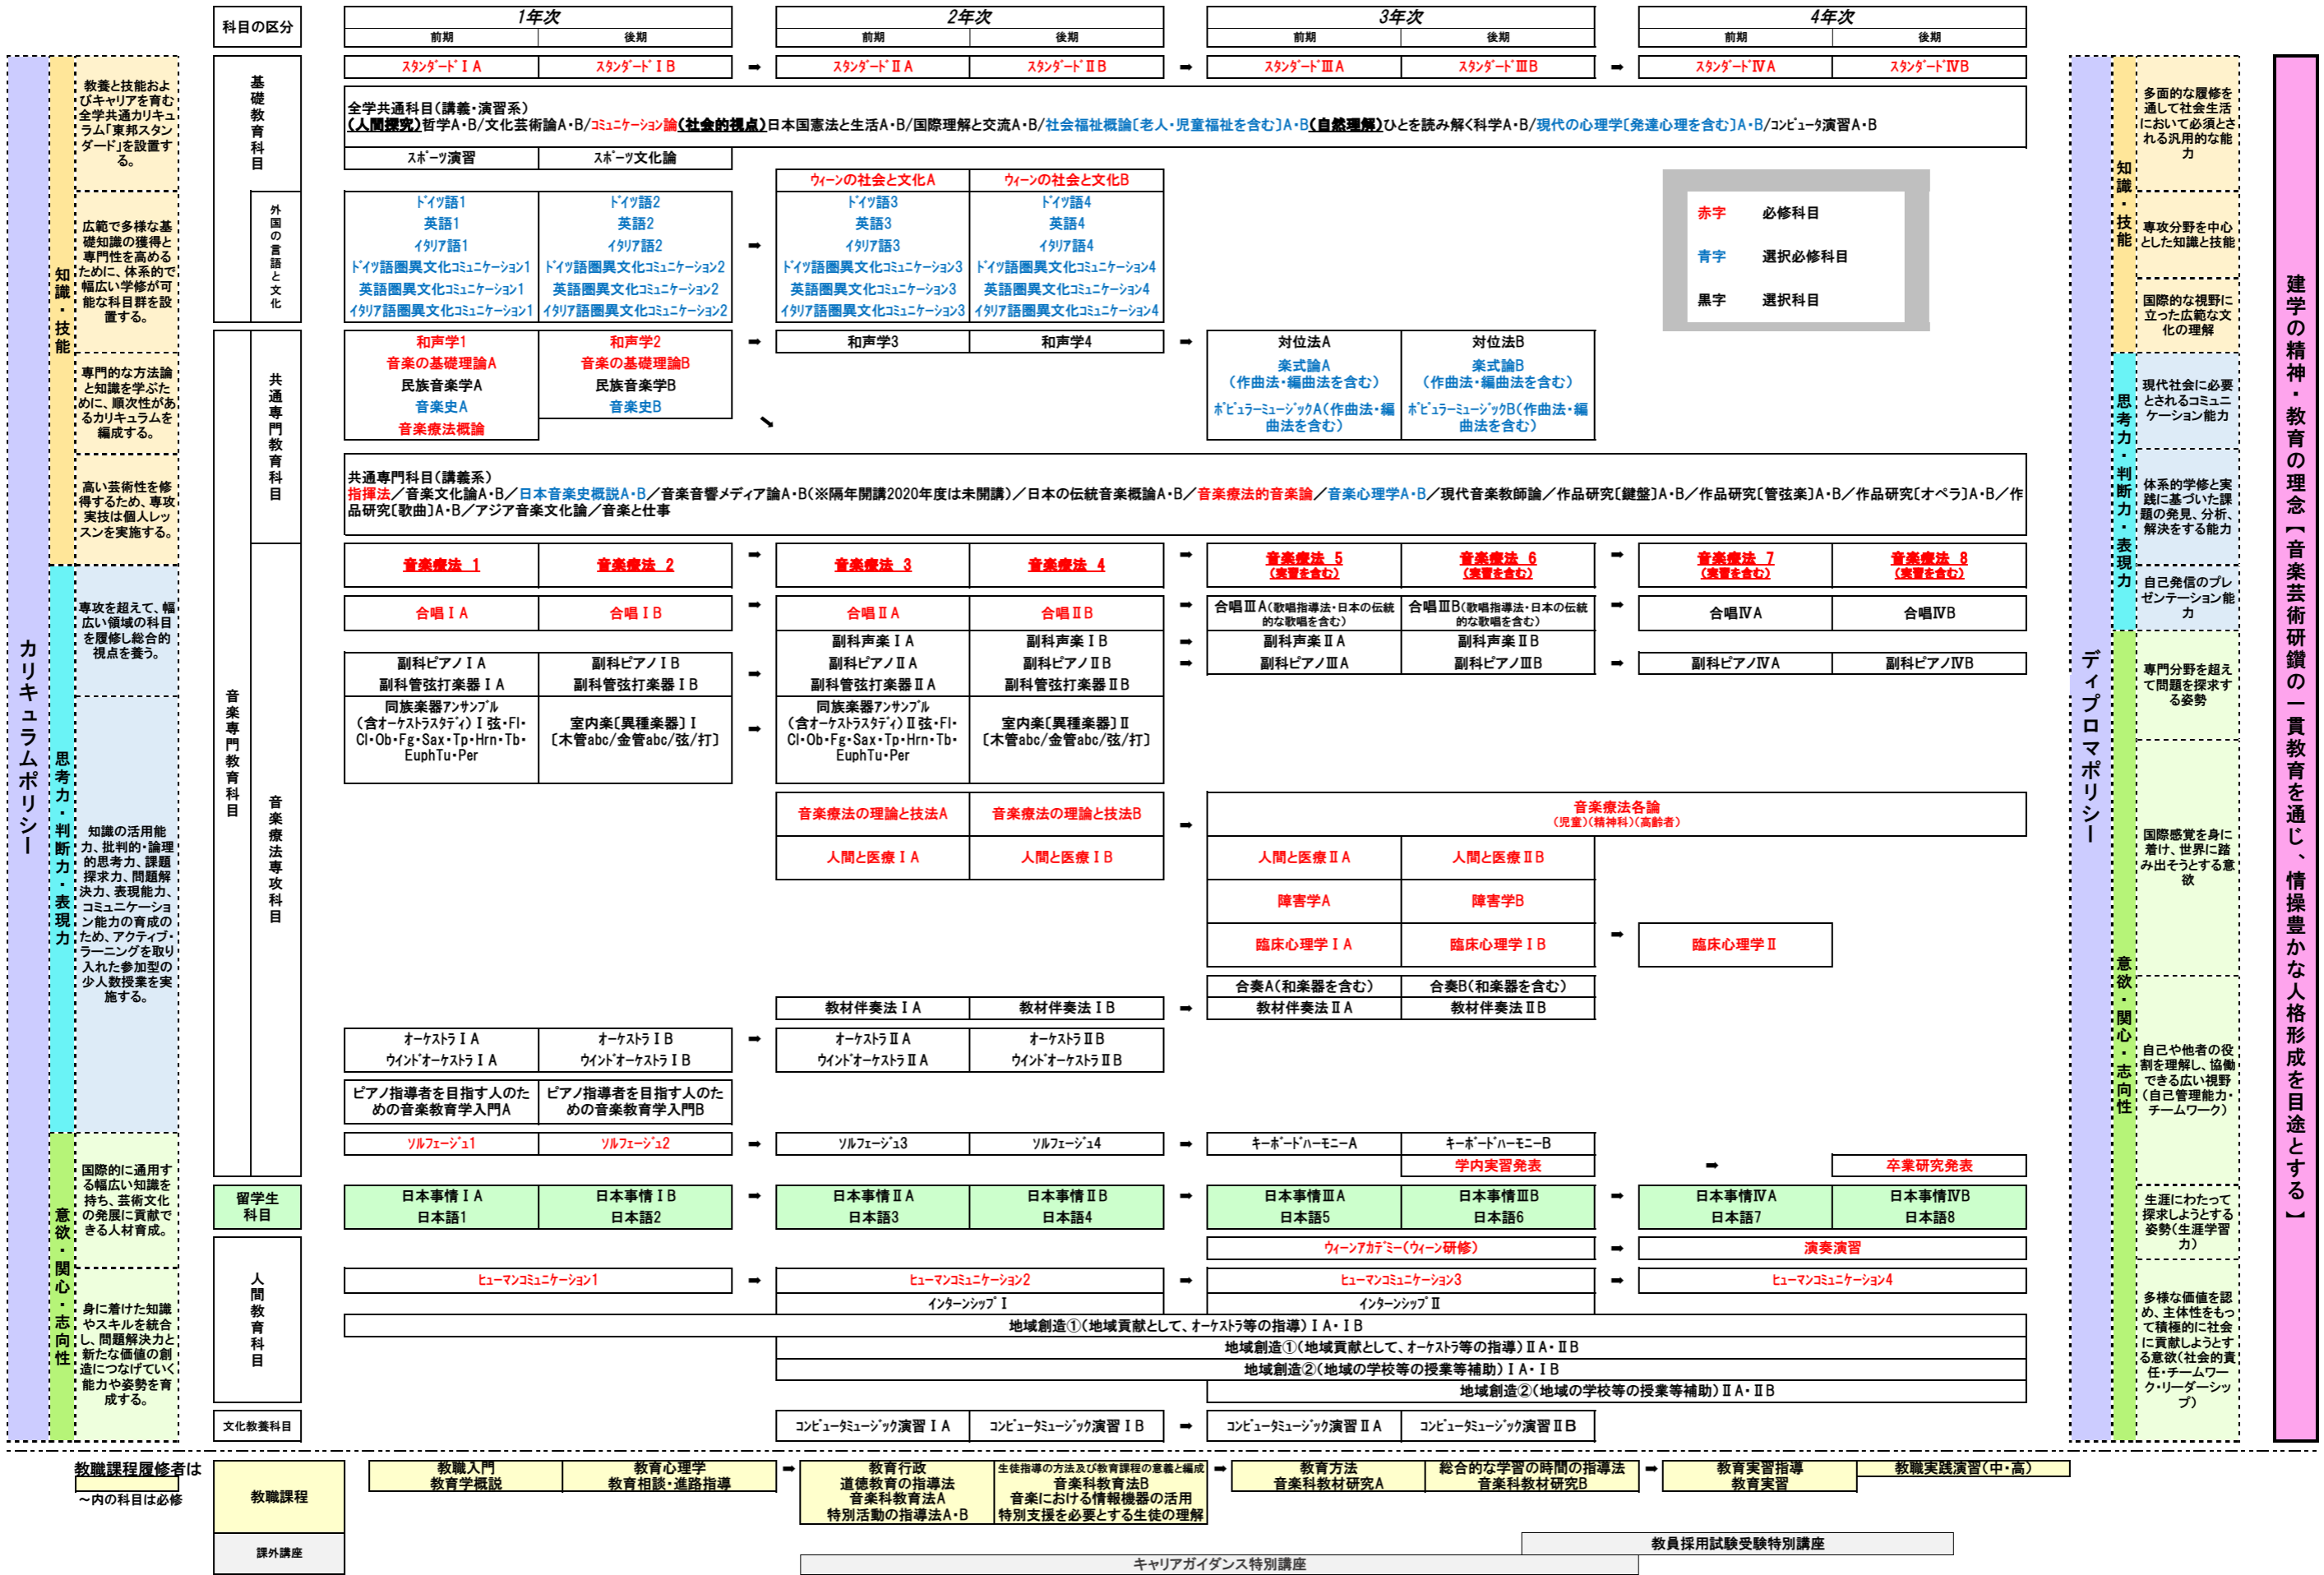 科目の区分
1年次
2年次
3年次
4年次
前期
後期
前期
後期
前期
後期
前期
後期
カリキュラムポリシー
知識・技能
教養と技能およ
びキャリアを育む
全学共通カリキュ
ラム「東邦スタン
ダード」を設置す
る。
広範で多様な基
礎知識の獲得と
専門性を高める
ために、体系的で
幅広い学修が可
能な科目群を設
置する。
専門的な方法論
と知識を学ぶた
めに、順次性があ
るカリキュラムを
編成する。
高い芸術性を修
得するため、専攻
実技は個人レッ
スンを実施する。
思考力・判断力・表現力
専攻を超えて、幅
広い領域の科目
を履修し総合的
視点を養う。
知識の活用能
力、批判的・論理
的思考力、課題
探求力、問題解
決力、表現能力、
コミュニケーショ
ン能力の育成の
ため、アクティブ・
ラーニングを取り
入れた参加型の
少人数授業を実
施する。
意欲・関心・志向性
国際的に通用す
る幅広い知識を
持ち、芸術文化
の発展に貢献で
きる人材育成。
身に着けた知識
やスキルを統合
し、問題解決力と
新たな価値の創
造につなげていく
能力や姿勢を育
成する。
基礎教育科目
スタンダードⅠA
スタンダードⅠB
➡
スタンダードⅡA
スタンダードⅡB
➡
スタンダードⅢA
スタンダードⅢB
➡
スタンダードⅣA
スタンダードⅣB
全学共通科目(講義・演習系)
(人間探究)哲学A・B/文化芸術論A・B/コミュニケーション論(社会的視点)日本国憲法と生活A・B/国際理解と交流A・B/社会福祉概論〔老人・児童福祉を含む〕A・B(自然理解)ひとを読み解く科学A・B/現代の心理学〔発達心理を含む〕A・B/コンピュータ演習A・B
スポーツ演習
スポーツ文化論
ウィーンの社会と文化A
ウィーンの社会と文化B
外国の言語と文化
ドイツ語1
ドイツ語2
ドイツ語3
ドイツ語4
英語1
英語2
英語3
英語4
イタリア語1
イタリア語2
➡
イタリア語3
イタリア語4
ドイツ語圏異文化コミュニケーション1
ドイツ語圏異文化コミュニケーション2
ドイツ語圏異文化コミュニケーション3
ドイツ語圏異文化コミュニケーション4
英語圏異文化コミュニケーション1
英語圏異文化コミュニケーション2
英語圏異文化コミュニケーション3
英語圏異文化コミュニケーション4
イタリア語圏異文化コミュニケーション1
イタリア語圏異文化コミュニケーション2
イタリア語圏異文化コミュニケーション3
イタリア語圏異文化コミュニケーション4
赤字 必修科目
青字 選択必修科目
黒字 選択科目
音楽専門教育科目
共通専門教育科目
和声学1
和声学2
➡
和声学3
和声学4
➡
対位法A
対位法B
音楽の基礎理論A
音楽の基礎理論B
楽式論A
(作曲法・編曲法を含む)
楽式論B
(作曲法・編曲法を含む)
民族音楽学A
民族音楽学B
音楽史A
音楽史B
ポピュラーミュージックA(作曲法・編
曲法を含む)
ポピュラーミュージックB(作曲法・編
曲法を含む)
音楽療法概論
共通専門科目(講義系)
指揮法／音楽文化論A・B／日本音楽史概説A・B／音楽音響メディア論A・B(※隔年開講2020年度は未開講)／日本の伝統音楽概論A・B／音楽療法的音楽論／音楽心理学A・B／現代音楽教師論／作品研究〔鍵盤〕A・B／作品研究〔管弦楽〕A・B／作品研究〔オペラ〕A・B／作
品研究〔歌曲〕A・B／アジア音楽文化論／音楽と仕事
音楽療法専攻科目
音楽療法 1
音楽療法 2
➡
音楽療法 3
音楽療法 4
➡
音楽療法 5
(実習を含む)
音楽療法 6
(実習を含む)
➡
音楽療法 7
(実習を含む)
音楽療法 8
(実習を含む)
合唱ⅠA
合唱ⅠB
➡
合唱ⅡA
合唱ⅡB
➡
合唱ⅢA(歌唱指導法・日本の伝統
的な歌唱を含む)
合唱ⅢB(歌唱指導法・日本の伝統
的な歌唱を含む)
➡
合唱ⅣA
合唱ⅣB
副科声楽ⅠA
副科声楽ⅠB
➡
副科声楽ⅡA
副科声楽ⅡB
副科ピアノⅠA
副科ピアノⅠB
➡
副科ピアノⅡA
副科ピアノⅡB
➡
副科ピアノⅢA
副科ピアノⅢB
➡
副科ピアノⅣA
副科ピアノⅣB
副科管弦打楽器ⅠA
副科管弦打楽器ⅠB
副科管弦打楽器ⅡA
副科管弦打楽器ⅡB
同族楽器アンサンブル
(含オーケストラスタディ)Ⅰ弦・Fl・
Cl・Ob・Fg・Sax・Tp・Hrn・Tb・
EuphTu・Per
室内楽〔異種楽器〕Ⅰ
〔木管abc/金管abc/弦/打〕
➡
同族楽器アンサンブル
(含オーケストラスタディ)Ⅱ弦・Fl・
Cl・Ob・Fg・Sax・Tp・Hrn・Tb・
EuphTu・Per
室内楽〔異種楽器〕Ⅱ
〔木管abc/金管abc/弦/打〕
音楽療法の理論と技法A
音楽療法の理論と技法B
➡
音楽療法各論
(児童)(精神科)(高齢者)
人間と医療ⅠA
人間と医療ⅠB
人間と医療ⅡA
人間と医療ⅡB
障害学A
障害学B
臨床心理学ⅠA
臨床心理学ⅠB
➡
臨床心理学Ⅱ
合奏A(和楽器を含む)
合奏B(和楽器を含む)
教材伴奏法ⅠA
教材伴奏法ⅠB
➡
教材伴奏法ⅡA
教材伴奏法ⅡB
オーケストラⅠA
オーケストラⅠB
➡
オーケストラⅡA
オーケストラⅡB
ウインドオーケストラⅠA
ウインドオーケストラⅠB
ウインドオーケストラⅡA
ウインドオーケストラⅡB
ピアノ指導者を目指す人のた
めの音楽教育学入門A
ピアノ指導者を目指す人のた
めの音楽教育学入門B
ソルフェージュ1
ソルフェージュ2
➡
ソルフェージュ3
ソルフェージュ4
➡
キーボードハーモニーA
キーボードハーモニーB
学内実習発表
➡
卒業研究発表
留学生
科目
日本事情ⅠA
日本事情ⅠB
➡
日本事情ⅡA
日本事情ⅡB
➡
日本事情ⅢA
日本事情ⅢB
➡
日本事情ⅣA
日本事情ⅣB
日本語1
日本語2
日本語3
日本語4
日本語5
日本語6
日本語7
日本語8
人間教育科目
ウィーンアカデミー(ウィーン研修)
➡
演奏演習
ヒューマンコミュニケーション1
➡
ヒューマンコミュニケーション2
➡
ヒューマンコミュニケーション3
➡
ヒューマンコミュニケーション4
インターンシップⅠ
インターンシップⅡ
地域創造①(地域貢献として、オーケストラ等の指導)ⅠA・ⅠB
地域創造①(地域貢献として、オーケストラ等の指導)ⅡA・ⅡB
地域創造②(地域の学校等の授業等補助)ⅠA・ⅠB
地域創造②(地域の学校等の授業等補助)ⅡA・ⅡB
文化教養科目
コンピュータミュージック演習ⅠA
コンピュータミュージック演習ⅠB
➡
コンピュータミュージック演習ⅡA
コンピュータミュージック演習ⅡB
ディプロマポリシー
知識・技能
多面的な履修を
通して社会生活
において必須とさ
れる汎用的な能
力
専攻分野を中心
とした知識と技能
国際的な視野に
立った広範な文
化の理解
思考力・判断力・表現力
現代社会に必要
とされるコミュニ
ケーション能力
体系的学修と実
践に基づいた課
題の発見、分析、
解決をする能力
自己発信のプレ
ゼンテーション能
力
意欲・関心・志向性
専門分野を超え
て問題を探求す
る姿勢
国際感覚を身に
着け、世界に踏
み出そうとする意
欲
自己や他者の役
割を理解し、協働
できる広い視野
(自己管理能力・
チームワーク)
生涯にわたって
探求しようとする
姿勢(生涯学習
力)
多様な価値を認
め、主体性をもっ
て積極的に社会
に貢献しようとす
る意欲(社会的責
任・チームワー
ク・リーダーシッ
プ)
建学の精神・教育の理念【音楽芸術研鑽の一貫教育を通じ、情操豊かな人格形成を目途とする】
教職課程履修者は
～内の科目は必修
教職課程
教職入門
教育学概説
教育心理学
教育相談・進路指導
➡
教育行政
道徳教育の指導法
音楽科教育法A
特別活動の指導法A・B
生徒指導の方法及び教育課程の意義と編成
音楽科教育法B
音楽における情報機器の活用
特別支援を必要とする生徒の理解
➡
教育方法
音楽科教材研究A
総合的な学習の時間の指導法
音楽科教材研究B
➡
教育実習指導
教育実習
教職実践演習(中・高)
課外講座
教員採用試験受験特別講座
キャリアガイダンス特別講座